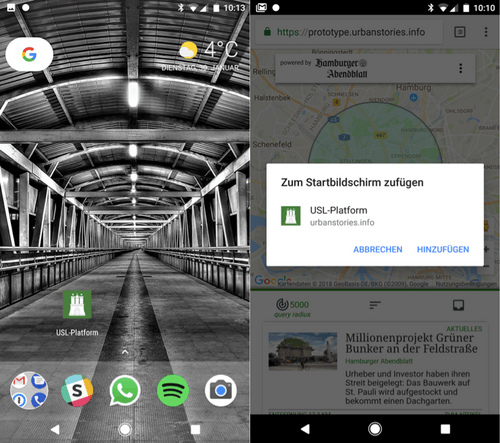 10:13
4°C
DIENSTAG, 30. JANUAR
USL-Platform
10:10
https://prototype.urbanstories.info
powered by Hamburger Abendblatt
Rellin
Halstenbek
Schenefeld
Hamburg
Zum Startbildschirm zufügen
USL-Platform
urbanstories.info
ABBRECHEN HINZUFÜGEN
Google
Kartendaten © 2018 GeoBasis-DE/BKG (©2009), Google Nutzungsbedingungen
5000
query radius
AKTUELLES
Millionenprojekt Grüner
Bunker an der Feldstraße
Hamburger Abendblatt
Urheber und Investor haben ihren
Streit beigelegt: Das Bauwerk auf
St. Pauli wird aufgestockt und
bekommt einen Dachgarten.